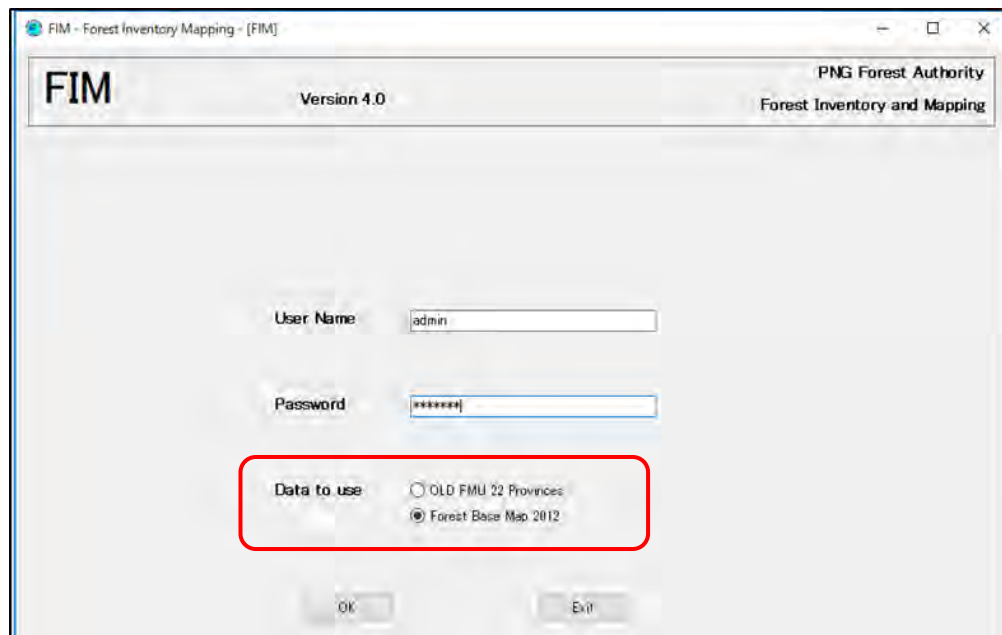 FIM - Forest Inventory Mapping - [FIM]
FIM
Version 4.0
PNG Forest Authority
Forest Inventory and Mapping
User Name
admin
Password
*******
Data to use
OLD FMU 22 Provinces
Forest Base Map 2012
OK
Exit